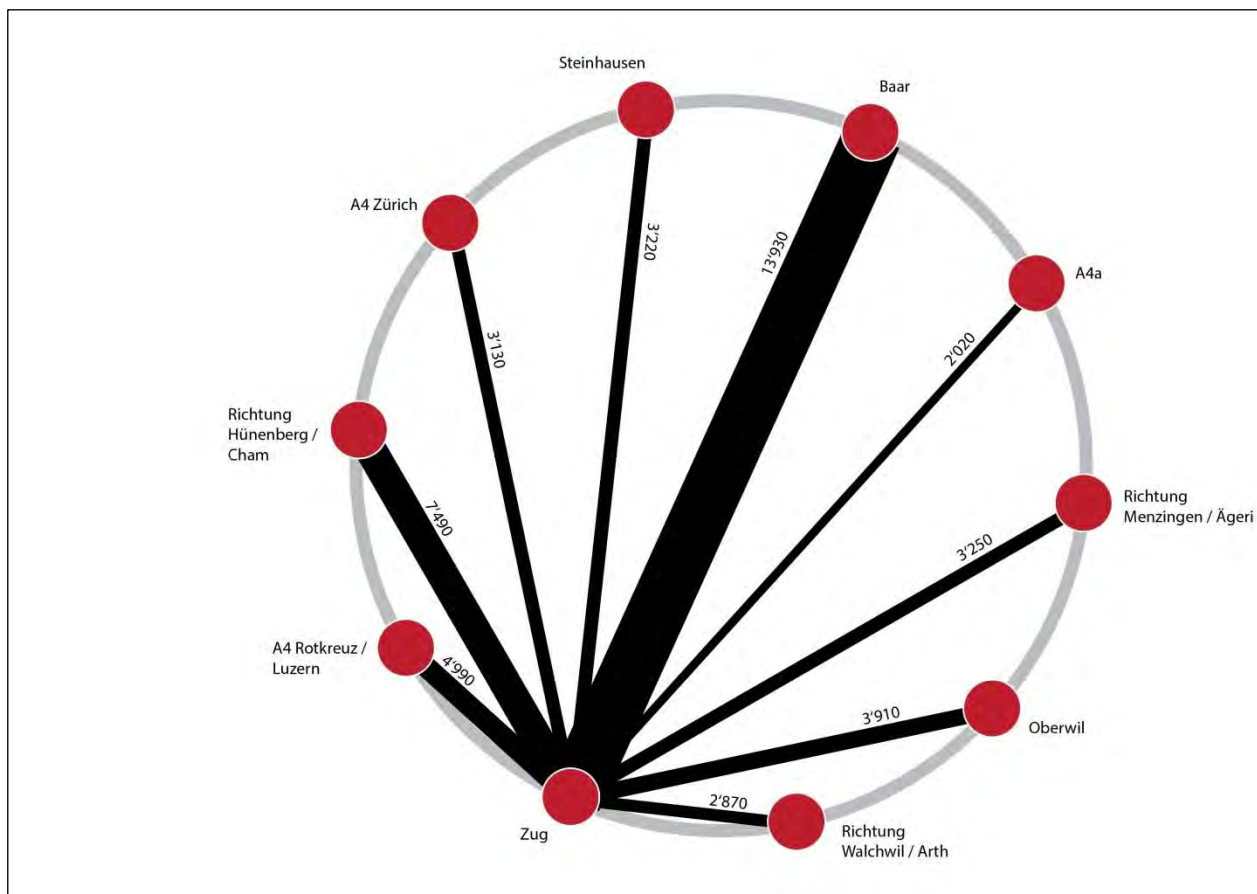 Steinhausen
Baar
A4 Zürich
3‘220
13‘930
A4a
2‘020
3‘130
Richtung
Hünenberg /
Cham
Richtung
Menzingen / Ägeri
7‘490
3‘250
A4 Rotkreuz /
Luzern
4‘990
3‘910
Oberwil
2‘870
Zug
Richtung
Walchwil / Arth